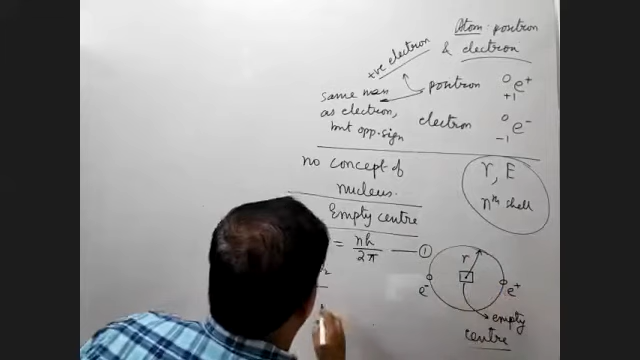 Atom - positron
& electron
+ve electron
positron 0 e+ +1
same mass
as electron,
but opp. sign
electron 0 e- -1
no concept of
nucleus.
Empty centre
r, E
nth shell
= nh/2π — ①
r
e-
e+
empty
centre